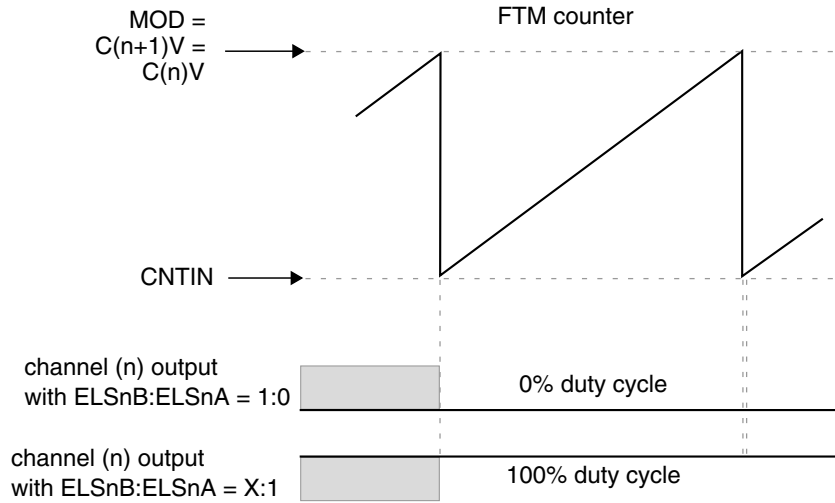 FTM counter
MOD =
C(n+1)V =
C(n)V
CNTIN
channel (n) output
with ELSnB:ELSnA = 1:0
0% duty cycle
channel (n) output
with ELSnB:ELSnA = X:1
100% duty cycle